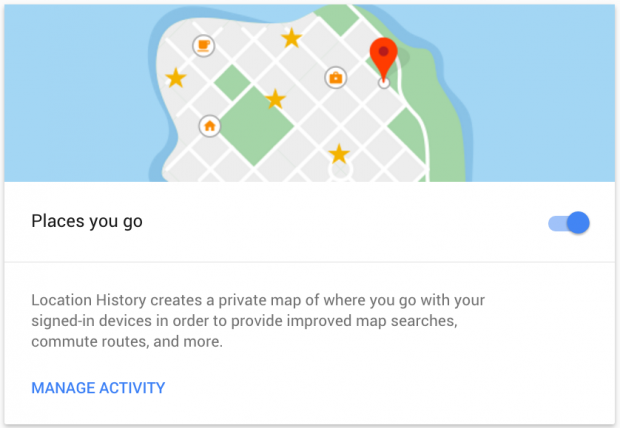 Places you go
Location History creates a private map of where you go with your
signed-in devices in order to provide improved map searches,
commute routes, and more.
MANAGE ACTIVITY